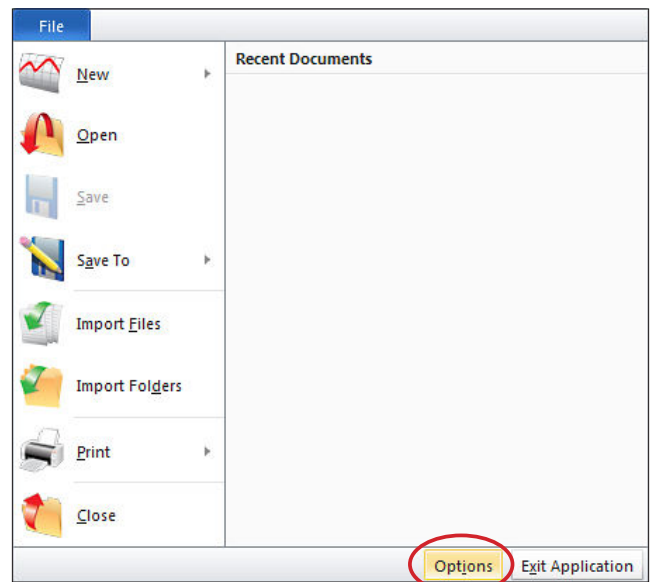 File
Recent Documents
New
Open
Save
Save To
Import Files
Import Folders
Print
Close
Options
Exit Application